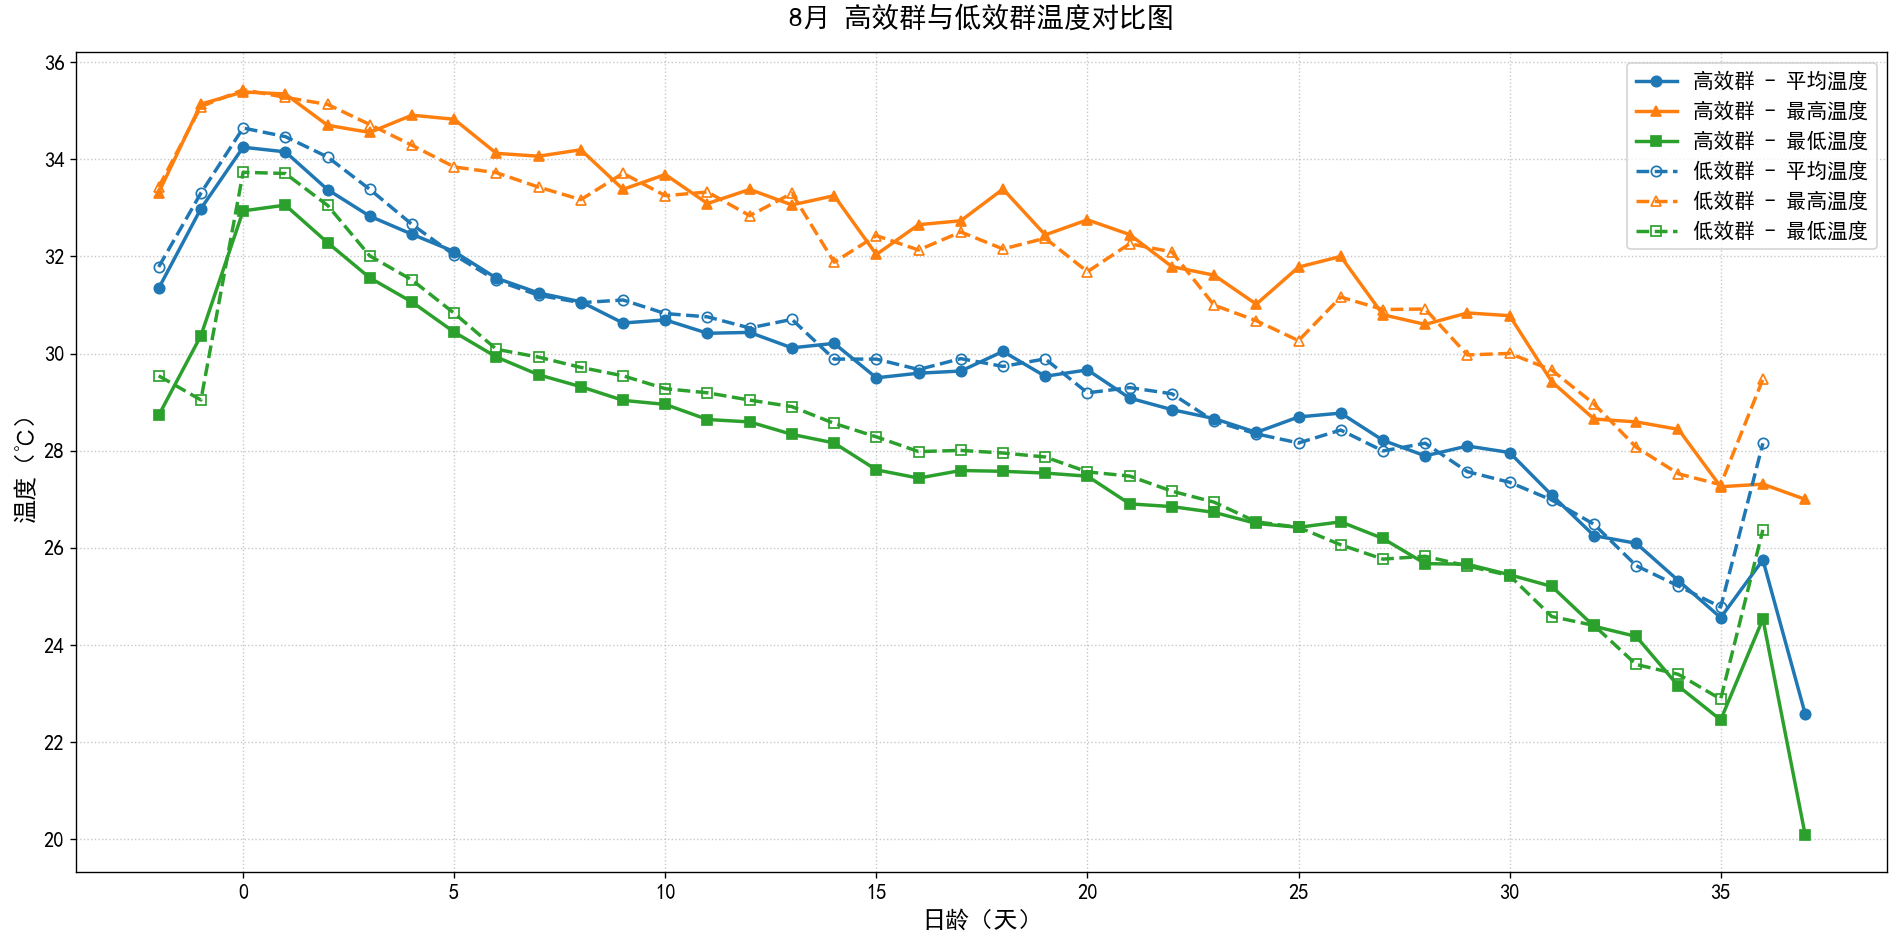 8月 高效群与低效群温度对比图
36
34
32
30
28
26
24
22
20
温度（℃）
0 5 10 15 20 25 30 35
日龄（天）
高效群 - 平均温度
高效群 - 最高温度
高效群 - 最低温度
低效群 - 平均温度
低效群 - 最高温度
低效群 - 最低温度